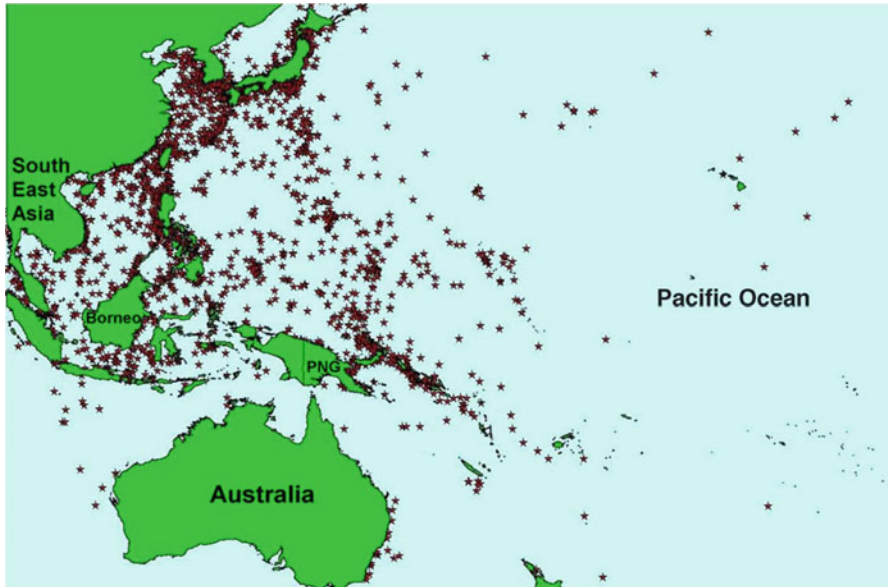 South
East
Asia
Borneo
PNG
Pacific Ocean
Australia